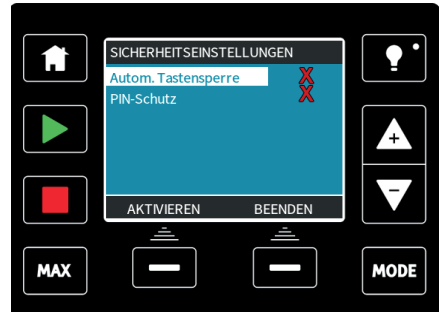 SICHERHEITSEINSTELLUNGEN
Autom. Tastensperre X
PIN-Schutz X
+
−
AKTIVIEREN BEENDEN
MAX MODE